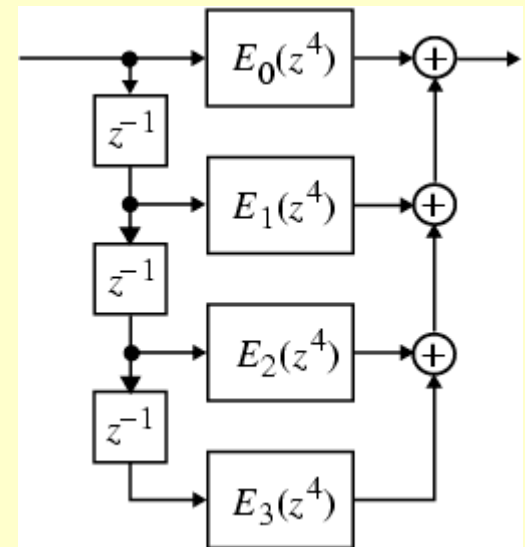 E₀(z⁴)
+
z⁻¹
E₁(z⁴)
+
z⁻¹
E₂(z⁴)
+
z⁻¹
E₃(z⁴)